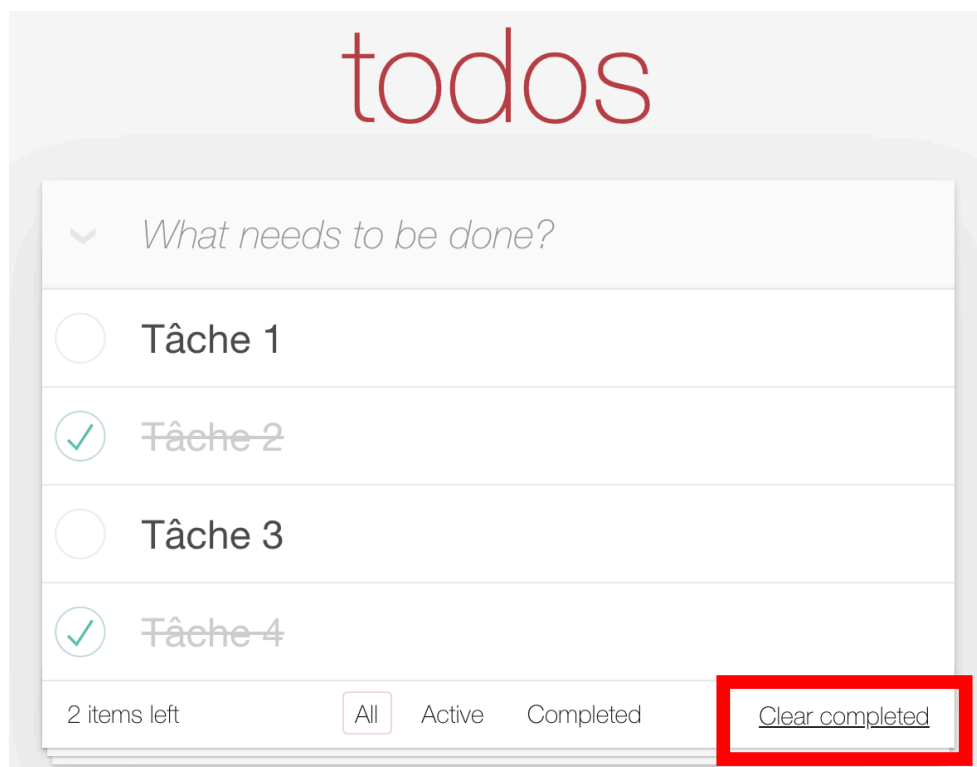 todos
What needs to be done?
Tâche 1
Tâche 2
Tâche 3
Tâche 4
2 items left All Active Completed Clear completed